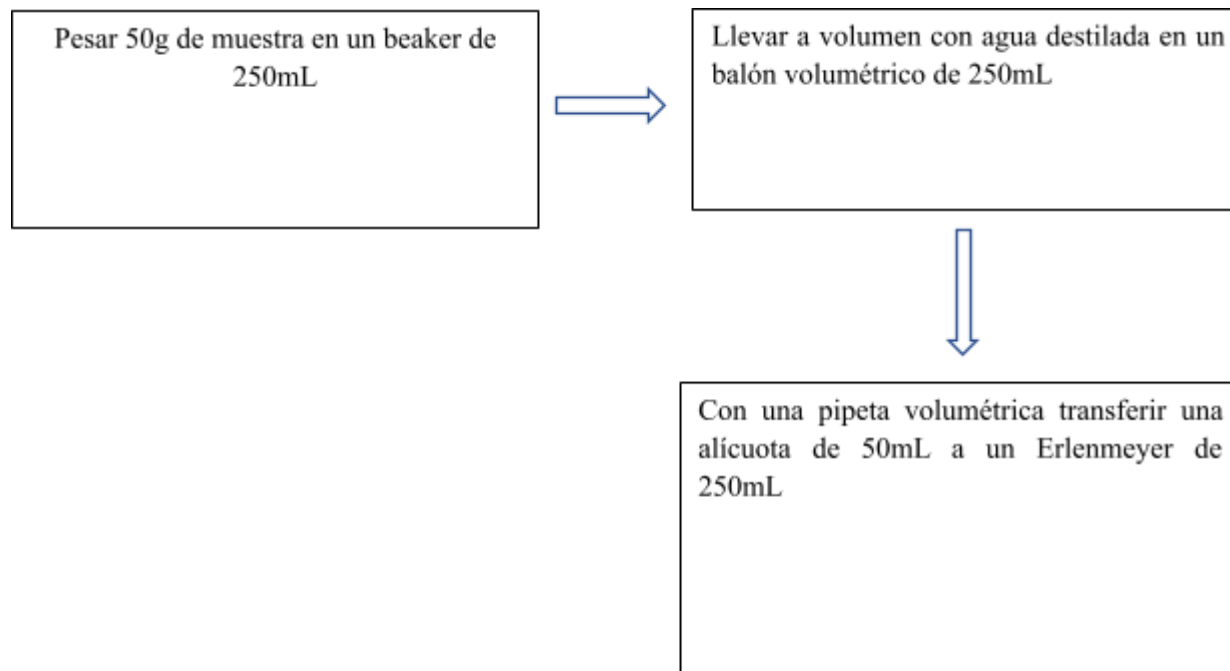 Pesar 50g de muestra en un beaker de
250mL
Llevar a volumen con agua destilada en un
balón volumétrico de 250mL
Con una pipeta volumétrica transferir una
alícuota de 50mL a un Erlenmeyer de
250mL